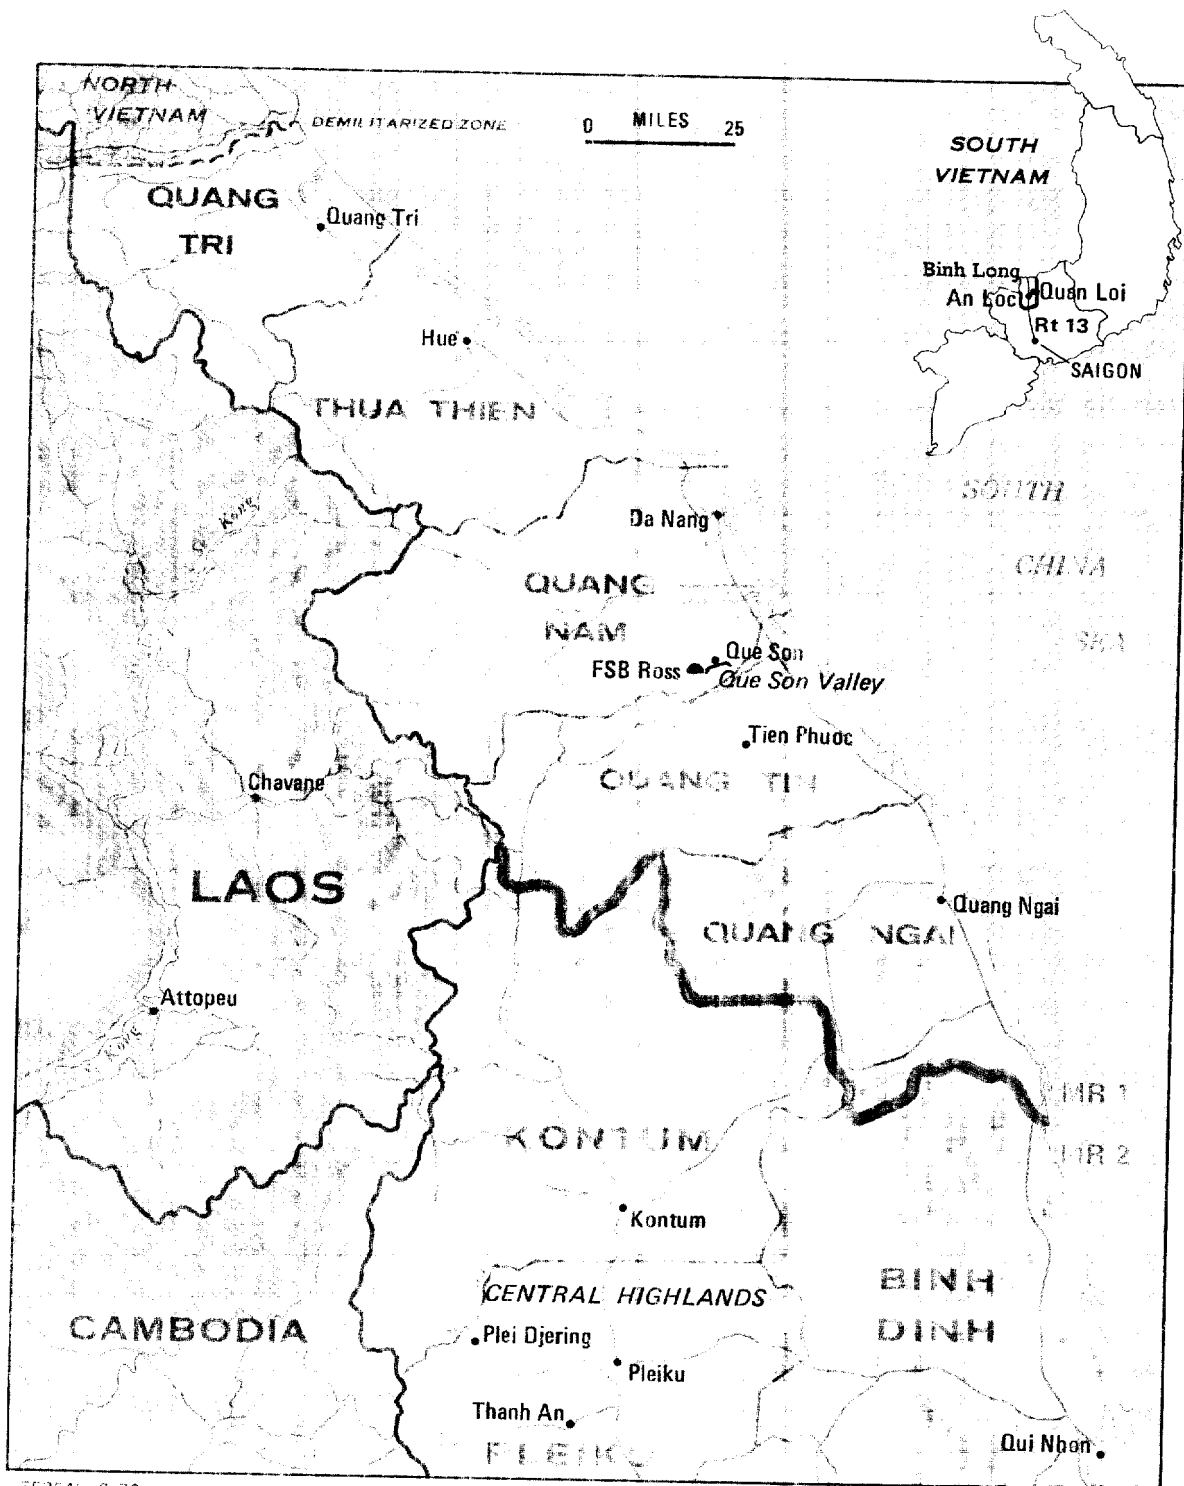 NORTH
VIETNAM
DEMILITARIZED ZONE
0 MILES 25
SOUTH
VIETNAM
QUANG
TRI
Quang Tri
Binh Long
An Loc
Quan Loi
Rt 13
SAIGON
Hue
THUA THIEN
SOUTH
CHINA
SEA
Kong
Da Nang
QUANG
NAM
Que Son
FSB Ross
Que Son Valley
Tien Phuoc
QUANG TIN
Chavane
LAOS
Quang Ngai
QUANG NGAI
Attopeu
Kong
MR 1
MR 2
KONTUM
Kontum
CENTRAL HIGHLANDS
BINH
DINH
CAMBODIA
Plei Djering
Pleiku
Thanh An
PLEIKU
Qui Nhon